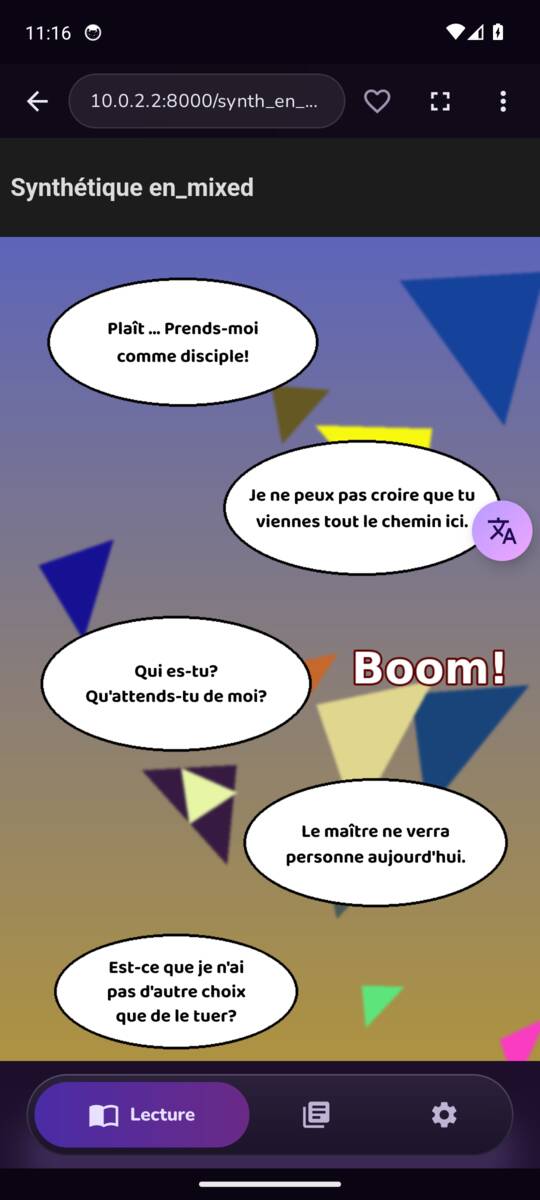 11:16
10.0.2.2:8000/synth_en_...
Synthétique en_mixed
Plaît ... Prends-moi
comme disciple!
Je ne peux pas croire que tu
viennes tout le chemin ici.
Qui es-tu?
Qu'attends-tu de moi?
Boom!
Le maître ne verra
personne aujourd'hui.
Est-ce que je n'ai
pas d'autre choix
que de le tuer?
Lecture